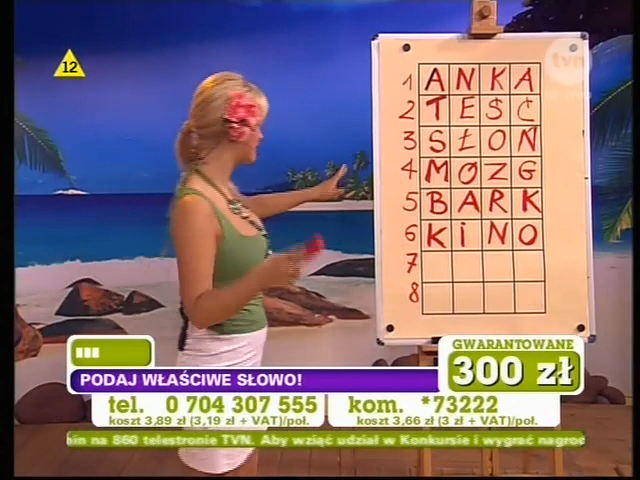 12
tvn
1 ANKA
2 TEŚĆ
3 SŁOŃ
4 MÓZG
5 BARK
6 KiNO
7
8
GWARANTOWANE
300 zł
PODAJ WŁAŚCIWE SŁOWO!
tel. 0 704 307 555 kom. *73222
koszt 3,89 zł (3,19 zł + VAT)/poł. koszt 3,66 zł (3 zł + VAT)/poł.
na 860 telestronie TVN. Aby wziąć udział w Konkursie i wygrać nagroc